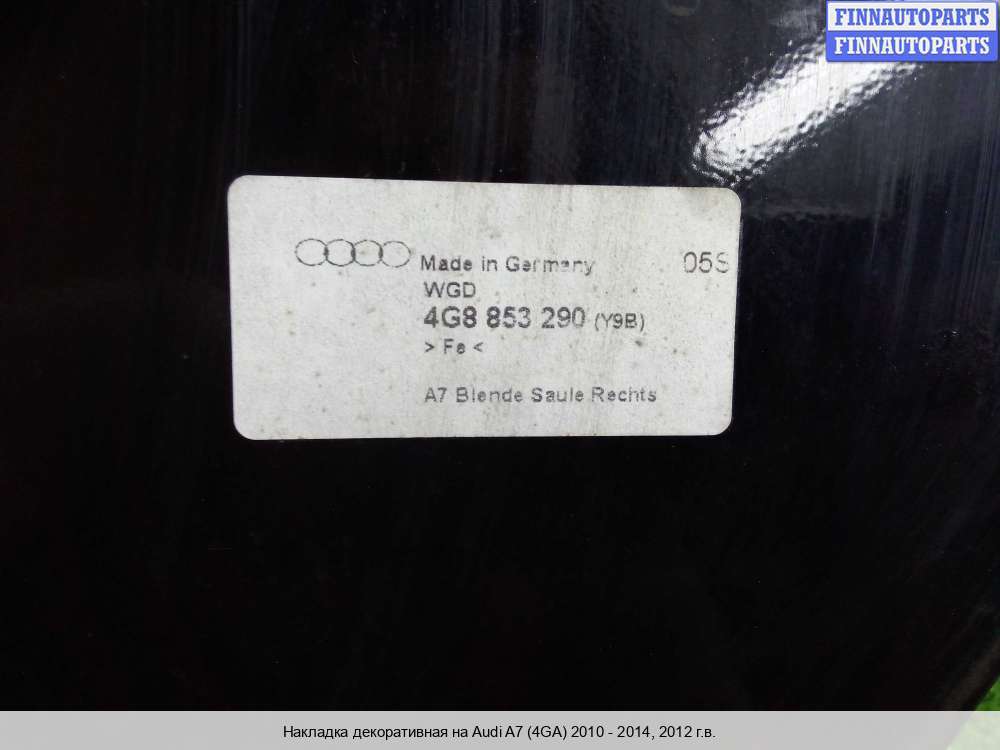 FINNAUTOPARTS
FINNAUTOPARTS
Made in Germany
05S
WGD
4G8 853 290 (Y9B)
> Fe <
A7 Blende Saule Rechts
Накладка декоративная на Audi A7 (4GA) 2010 - 2014, 2012 г.в.